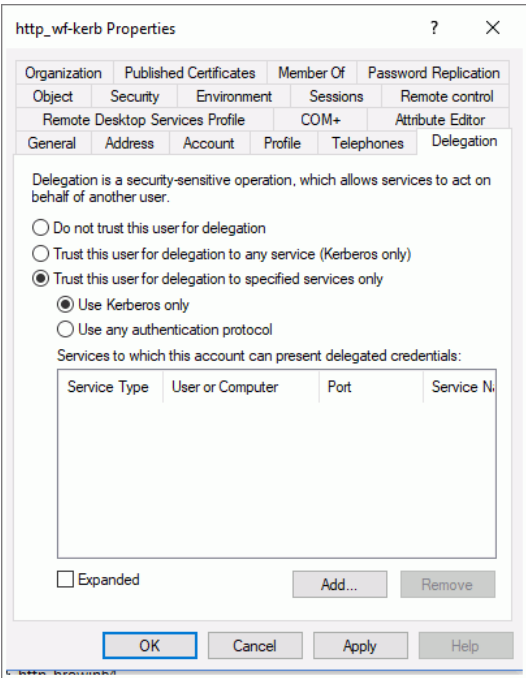 http_wf-kerb Properties ? ×
Organization Published Certificates Member Of Password Replication
Object Security Environment Sessions Remote control
Remote Desktop Services Profile COM+ Attribute Editor
General Address Account Profile Telephones Delegation
Delegation is a security-sensitive operation, which allows services to act on
behalf of another user.
Do not trust this user for delegation
Trust this user for delegation to any service (Kerberos only)
Trust this user for delegation to specified services only
Use Kerberos only
Use any authentication protocol
Services to which this account can present delegated credentials:
Service Type User or Computer Port Service
Expanded Add... Remove
OK Cancel Apply Help